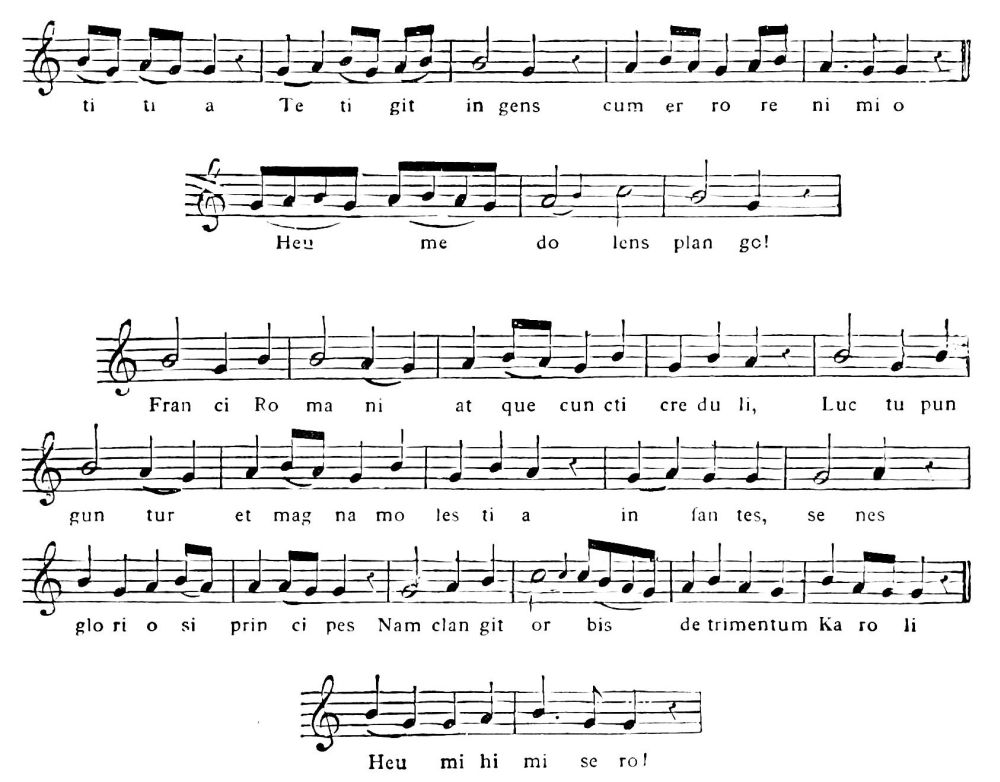 ti ti a Te ti git in gens cum er ro re ni mi o
Heu me do lens plan go!
Fran ci Ro ma ni at que cun cti cre du li, Luc tu pun
gun tur et mag na mo les ti a in fan tes, se nes
glo ri o si prin ci pes Nam clan git or bis de trimentum Ka ro li
Heu mi hi mi se ro!